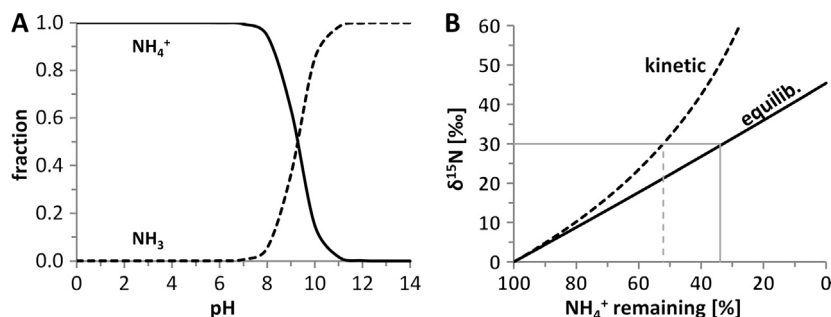 A
1.0
0.8
0.6
0.4
0.2
0.0
fraction
NH₄⁺
NH₃
0 2 4 6 8 10 12 14
pH
B
60
50
40
30
20
10
0
δ¹⁵N [‰]
kinetic
equilib.
100 80 60 40 20 0
NH₄⁺ remaining [%]